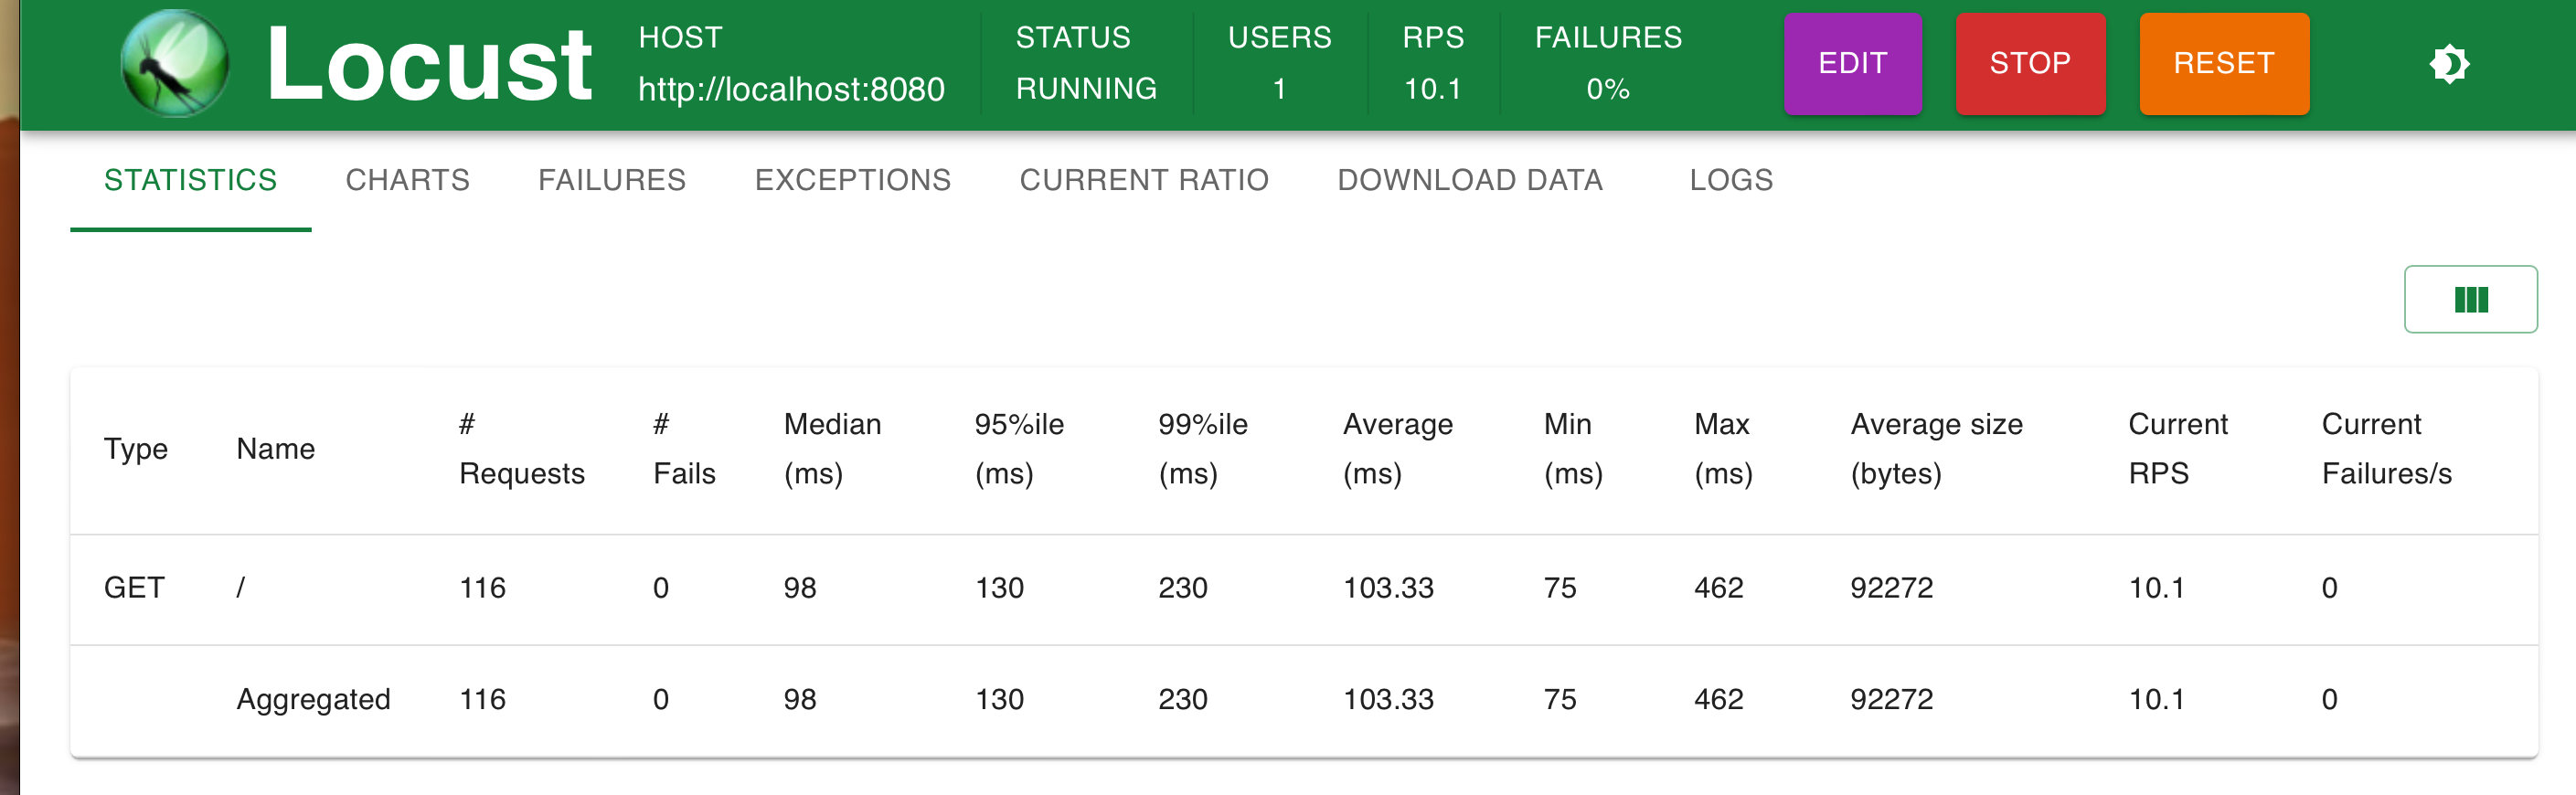 Locust
HOST
http://localhost:8080
STATUS
RUNNING
USERS
1
RPS
10.1
FAILURES
0%
EDIT
STOP
RESET
STATISTICS CHARTS FAILURES EXCEPTIONS CURRENT RATIO DOWNLOAD DATA LOGS
Type Name # Requests # Fails Median (ms) 95%ile (ms) 99%ile (ms) Average (ms) Min (ms) Max (ms) Average size (bytes) Current RPS Current Failures/s
GET / 116 0 98 130 230 103.33 75 462 92272 10.1 0
Aggregated 116 0 98 130 230 103.33 75 462 92272 10.1 0